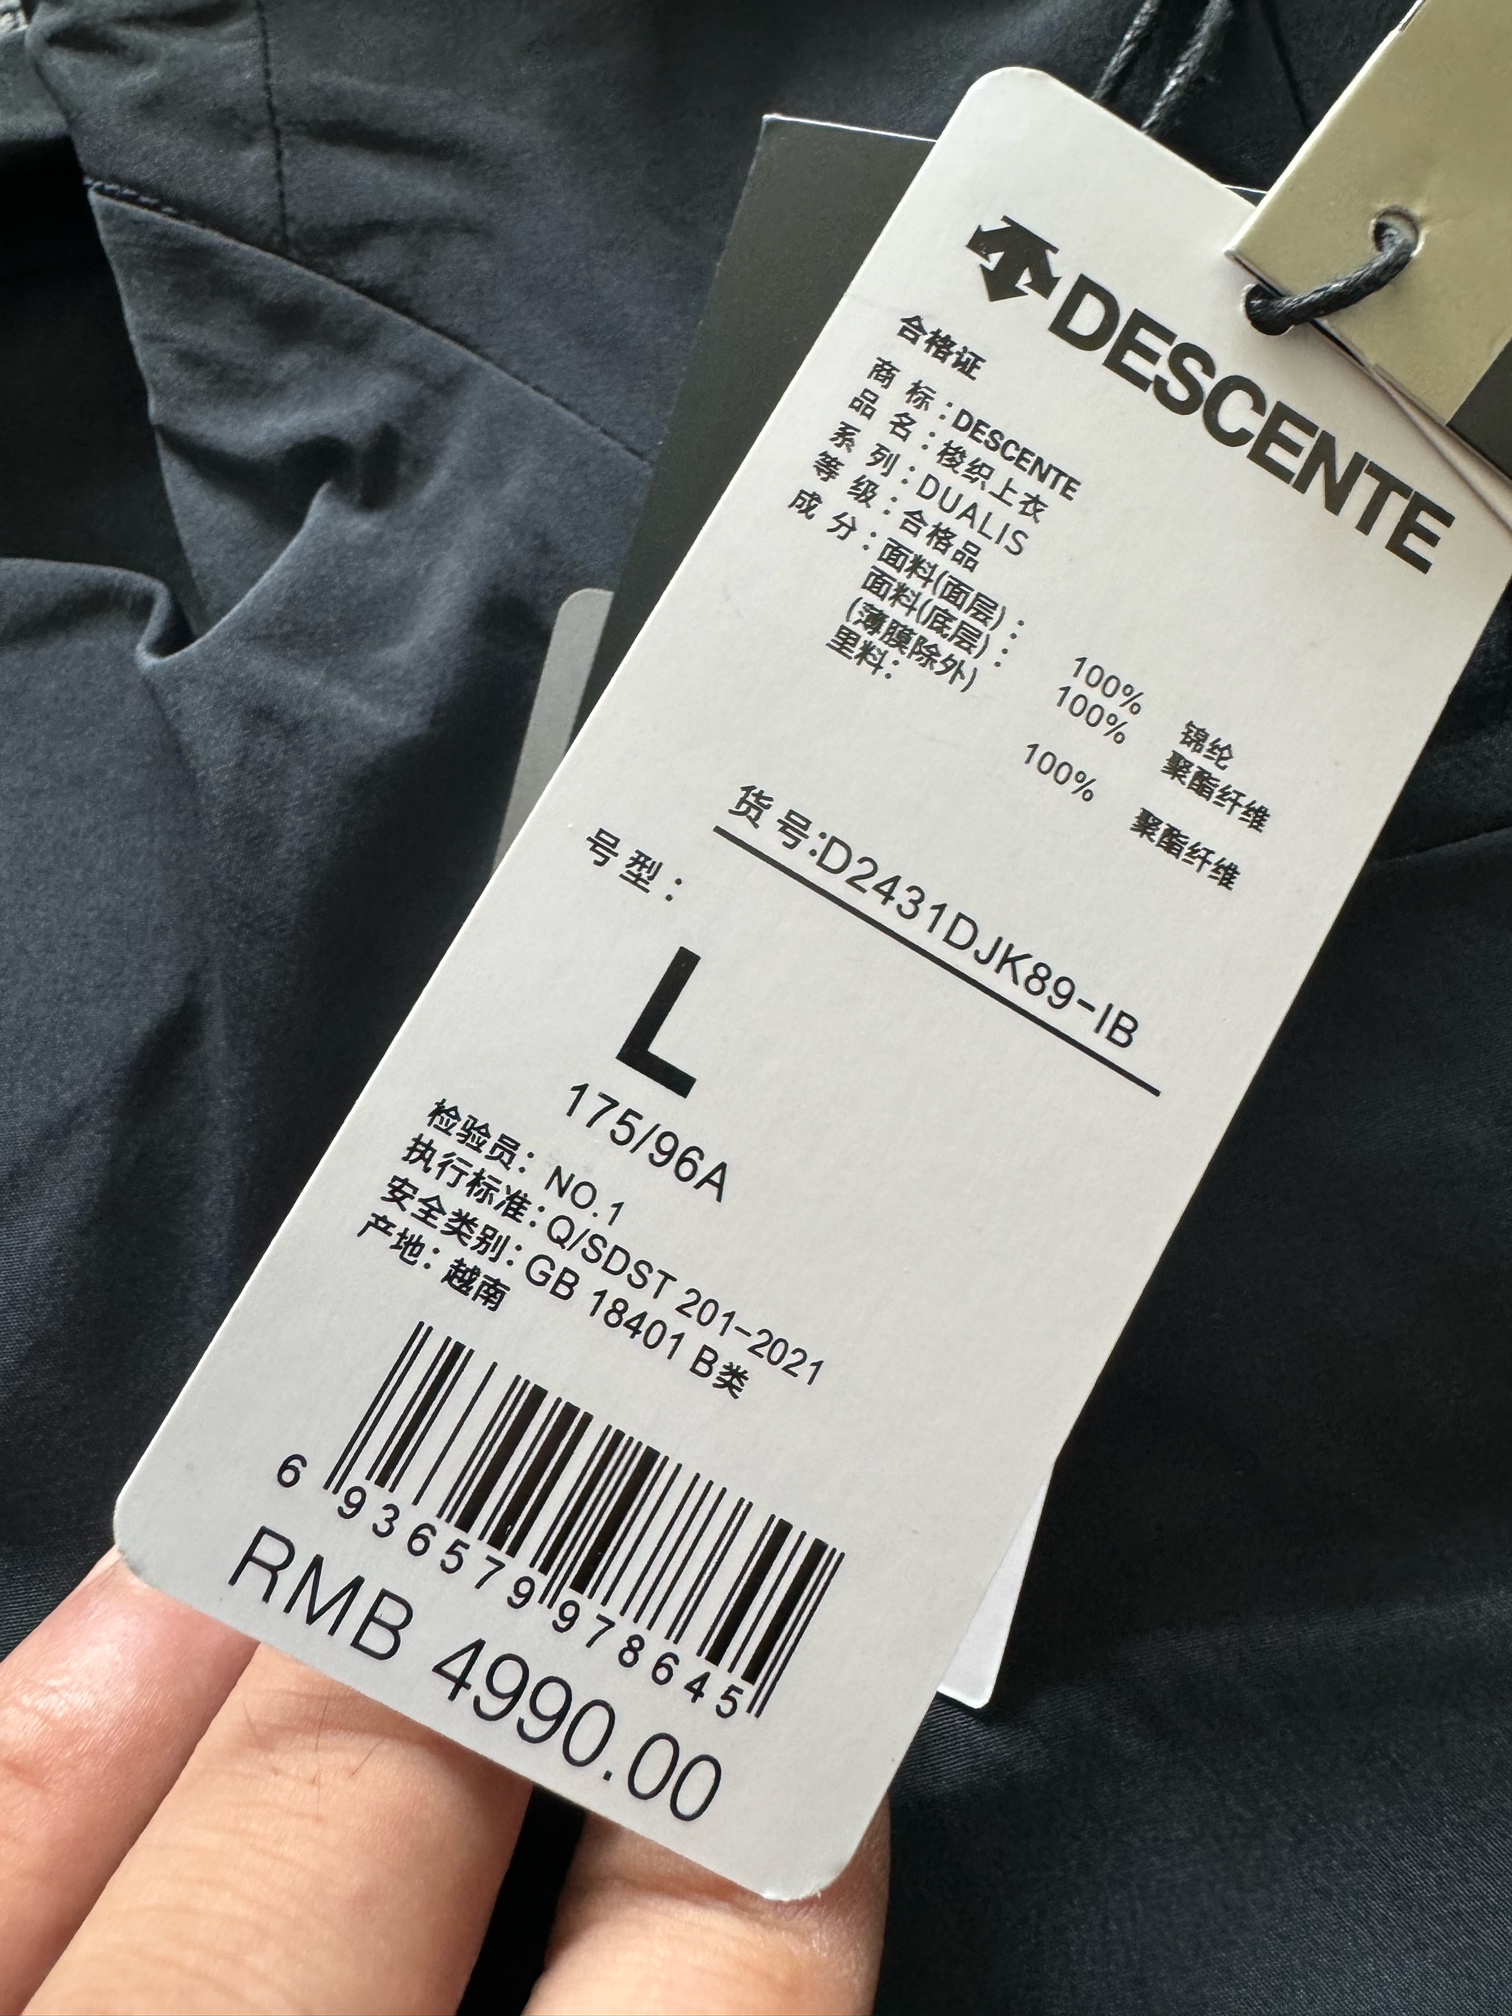 DESCENTE
合格证
商 标：DESCENTE
品 名：梭织上衣
系 列：DUALIS
等 级：合格品
成 分：面料(面层)： 100% 锦纶
面料(底层)： 100% 聚酯纤维
(薄膜除外)
里料： 100% 聚酯纤维
货 号:D2431DJK89-IB
号 型：
L
175/96A
检验员：NO.1
执行标准：Q/SDST 201-2021
安全类别：GB 18401 B类
产地：越南
6 936579 978645
RMB 4990.00